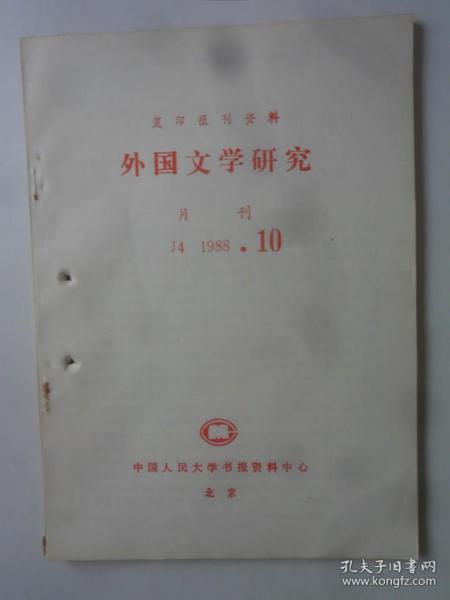 复印报刊资料
外国文学研究
月刊
J4 1988.10
中国人民大学书报资料中心
北京
孔夫子旧书网
www.kongfz.com